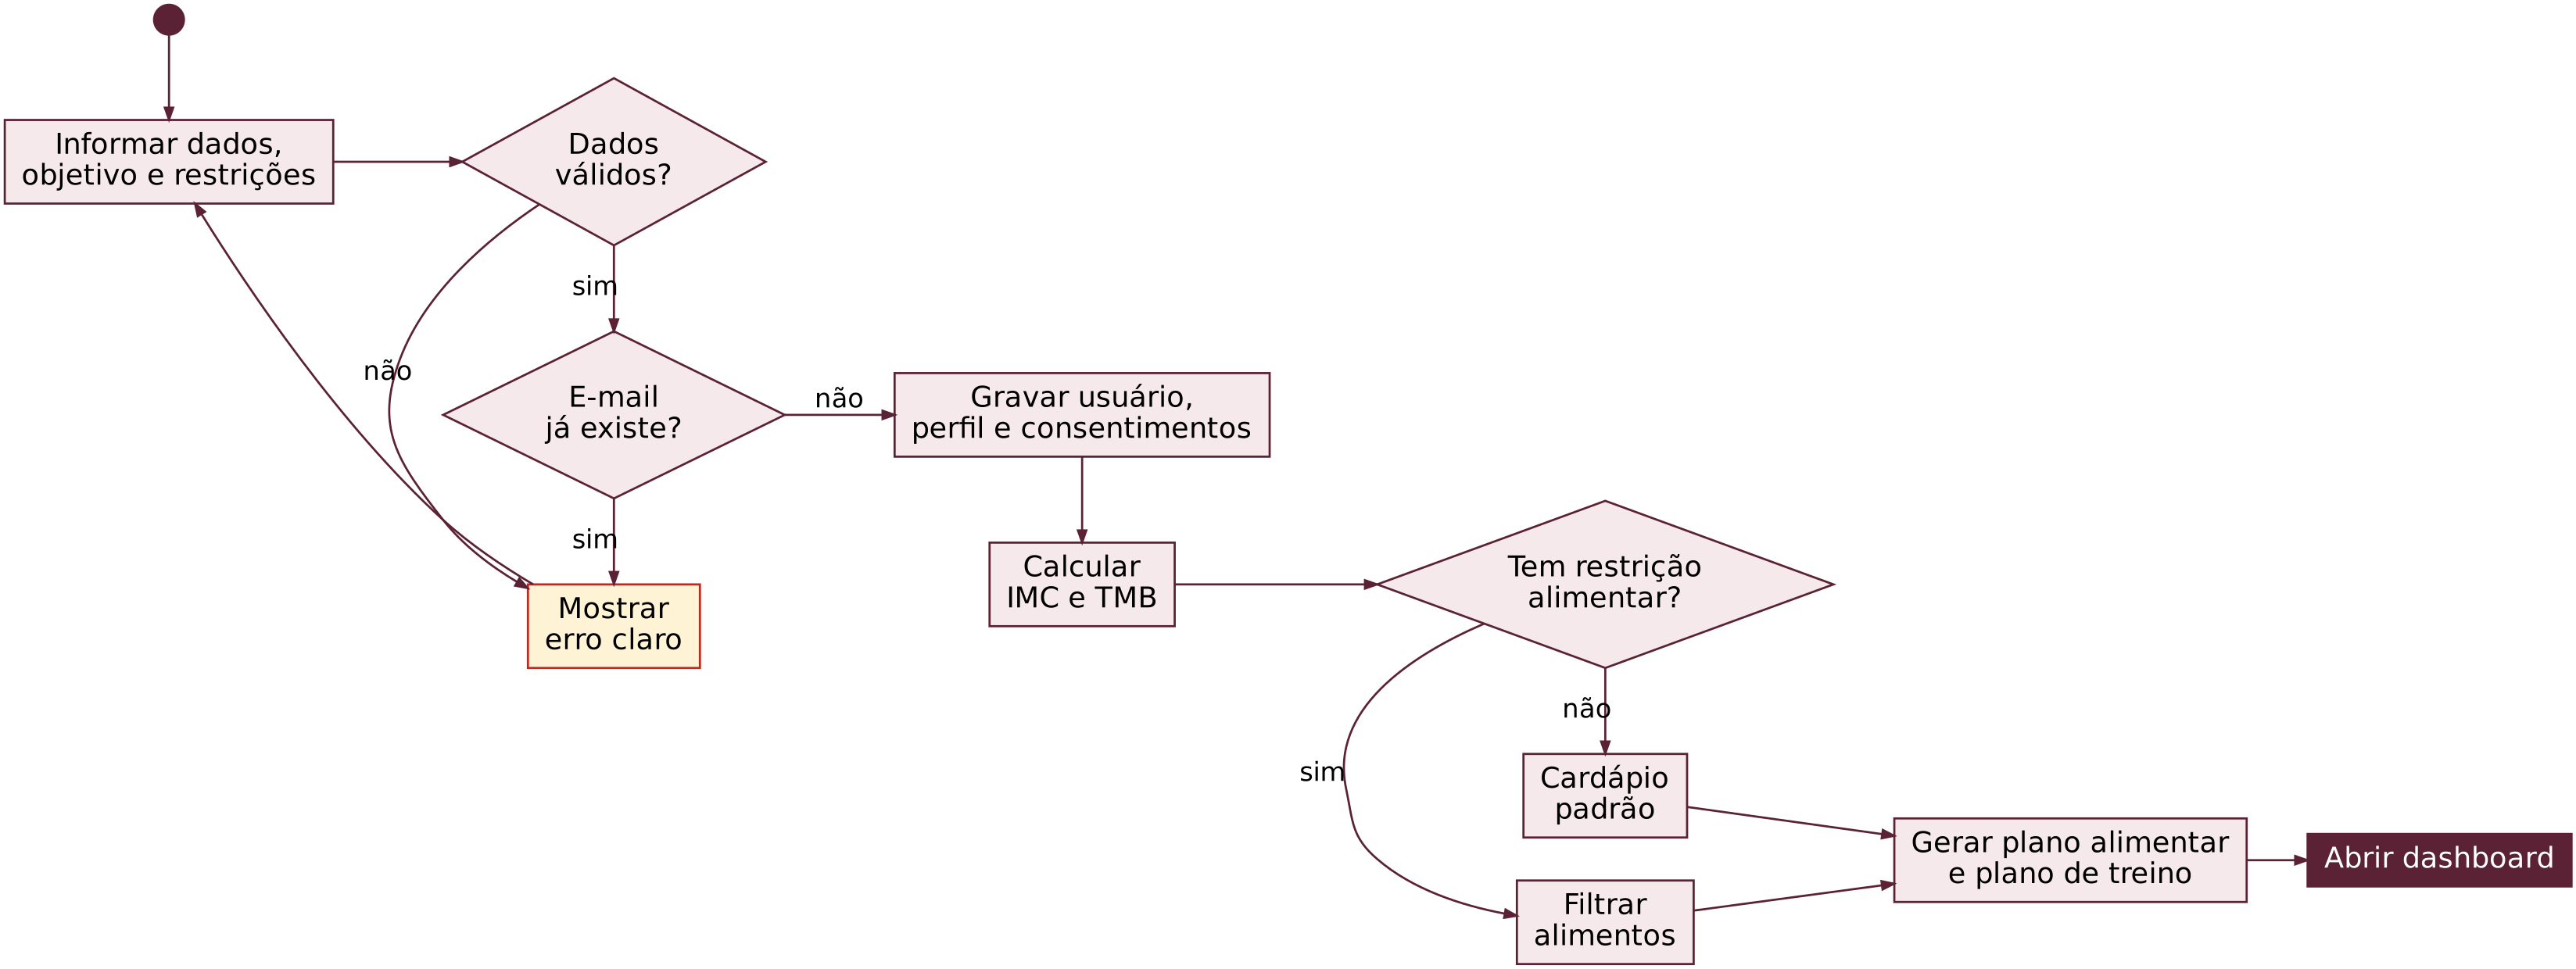 Informar dados,
objetivo e restrições
Dados
válidos?
sim
não
E-mail
já existe?
não
Gravar usuário,
perfil e consentimentos
sim
Mostrar
erro claro
Calcular
IMC e TMB
Tem restrição
alimentar?
não
sim
Cardápio
padrão
Filtrar
alimentos
Gerar plano alimentar
e plano de treino
Abrir dashboard